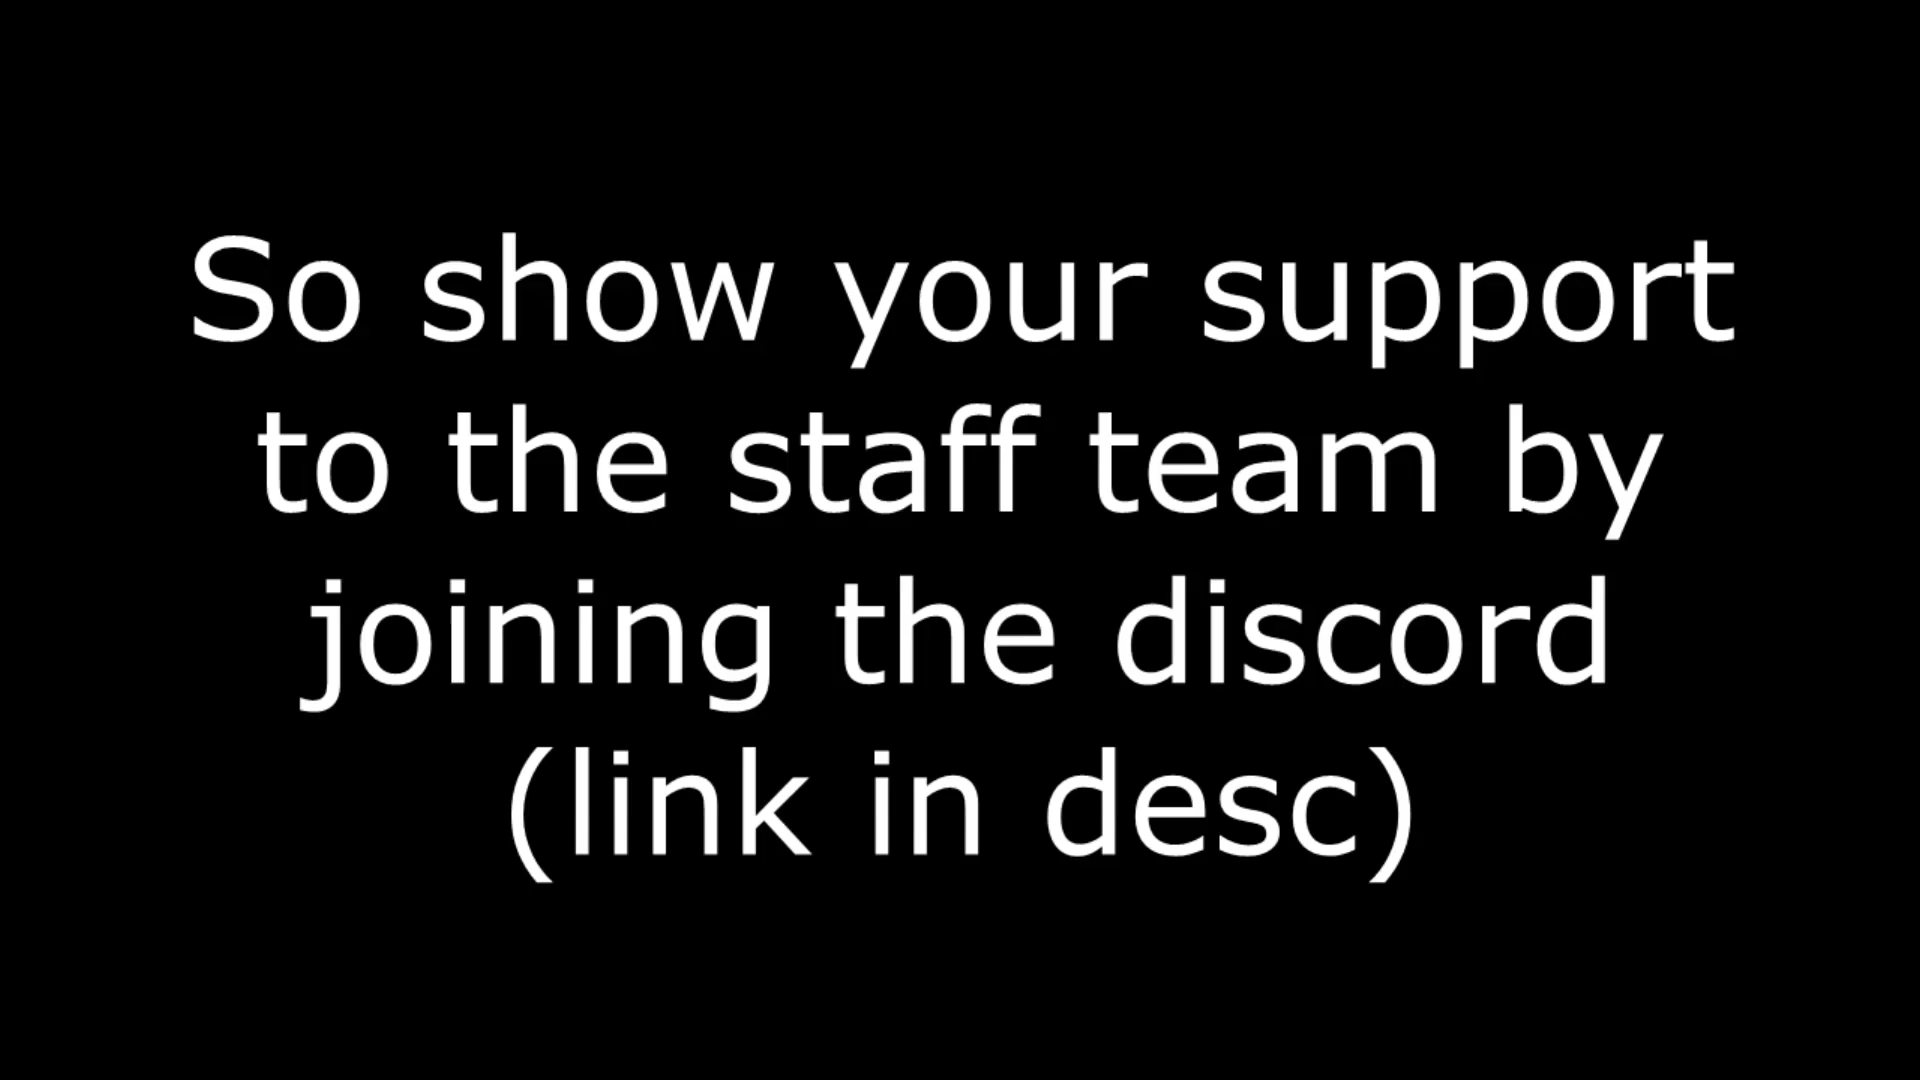 So show your support
to the staff team by
joining the discord
(link in desc)